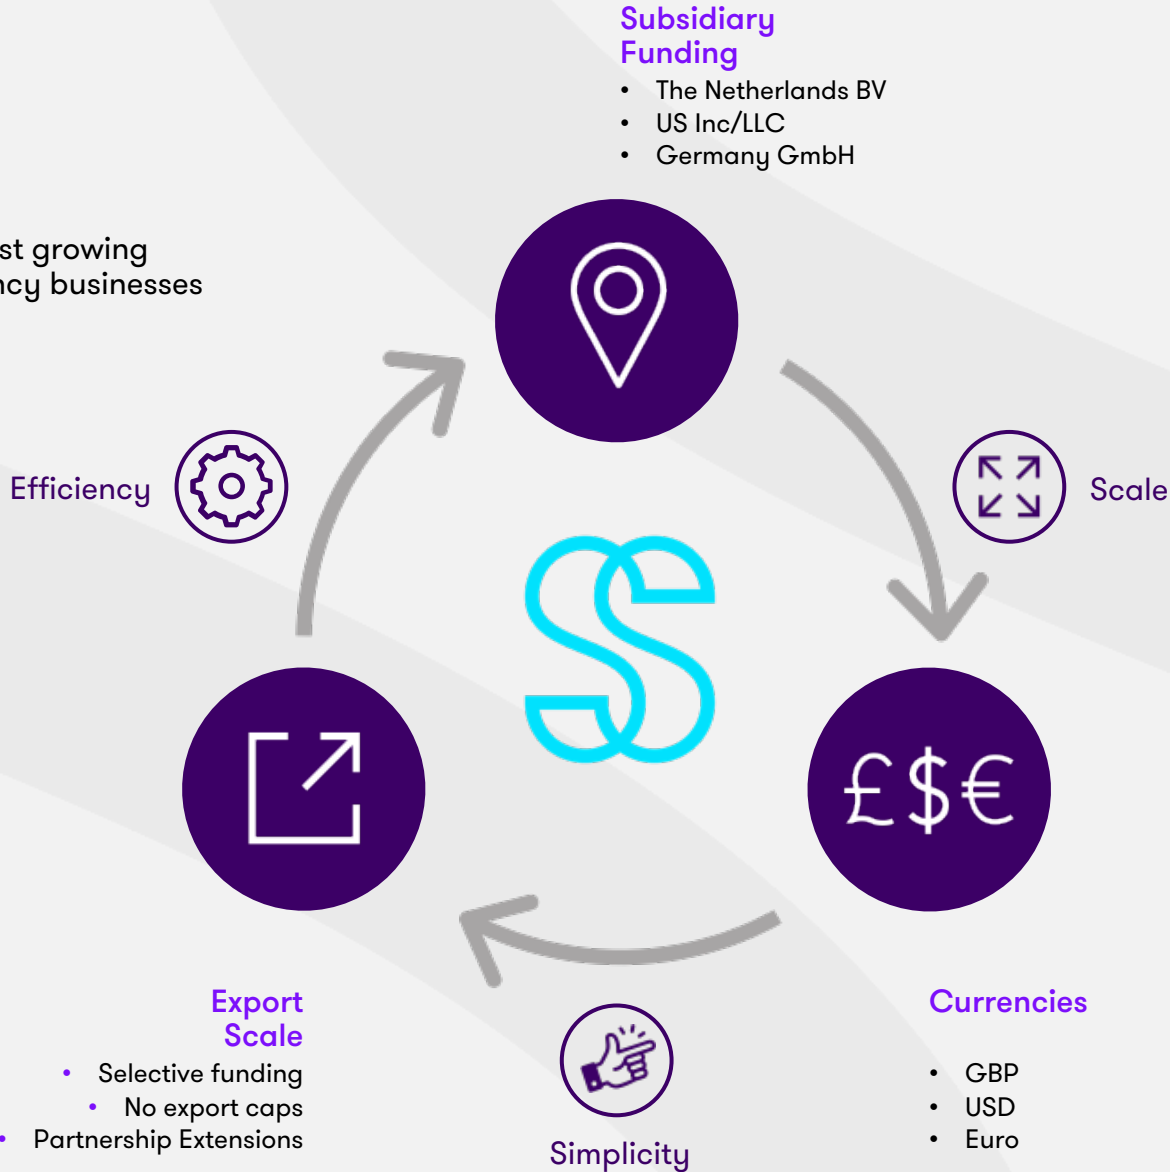 Subsidiary
Funding
• The Netherlands BV
• US Inc/LLC
• Germany GmbH
st growing
ncy businesses
Efficiency
Scale
£$€
Export
Scale
• Selective funding
• No export caps
• Partnership Extensions
Simplicity
Currencies
• GBP
• USD
• Euro